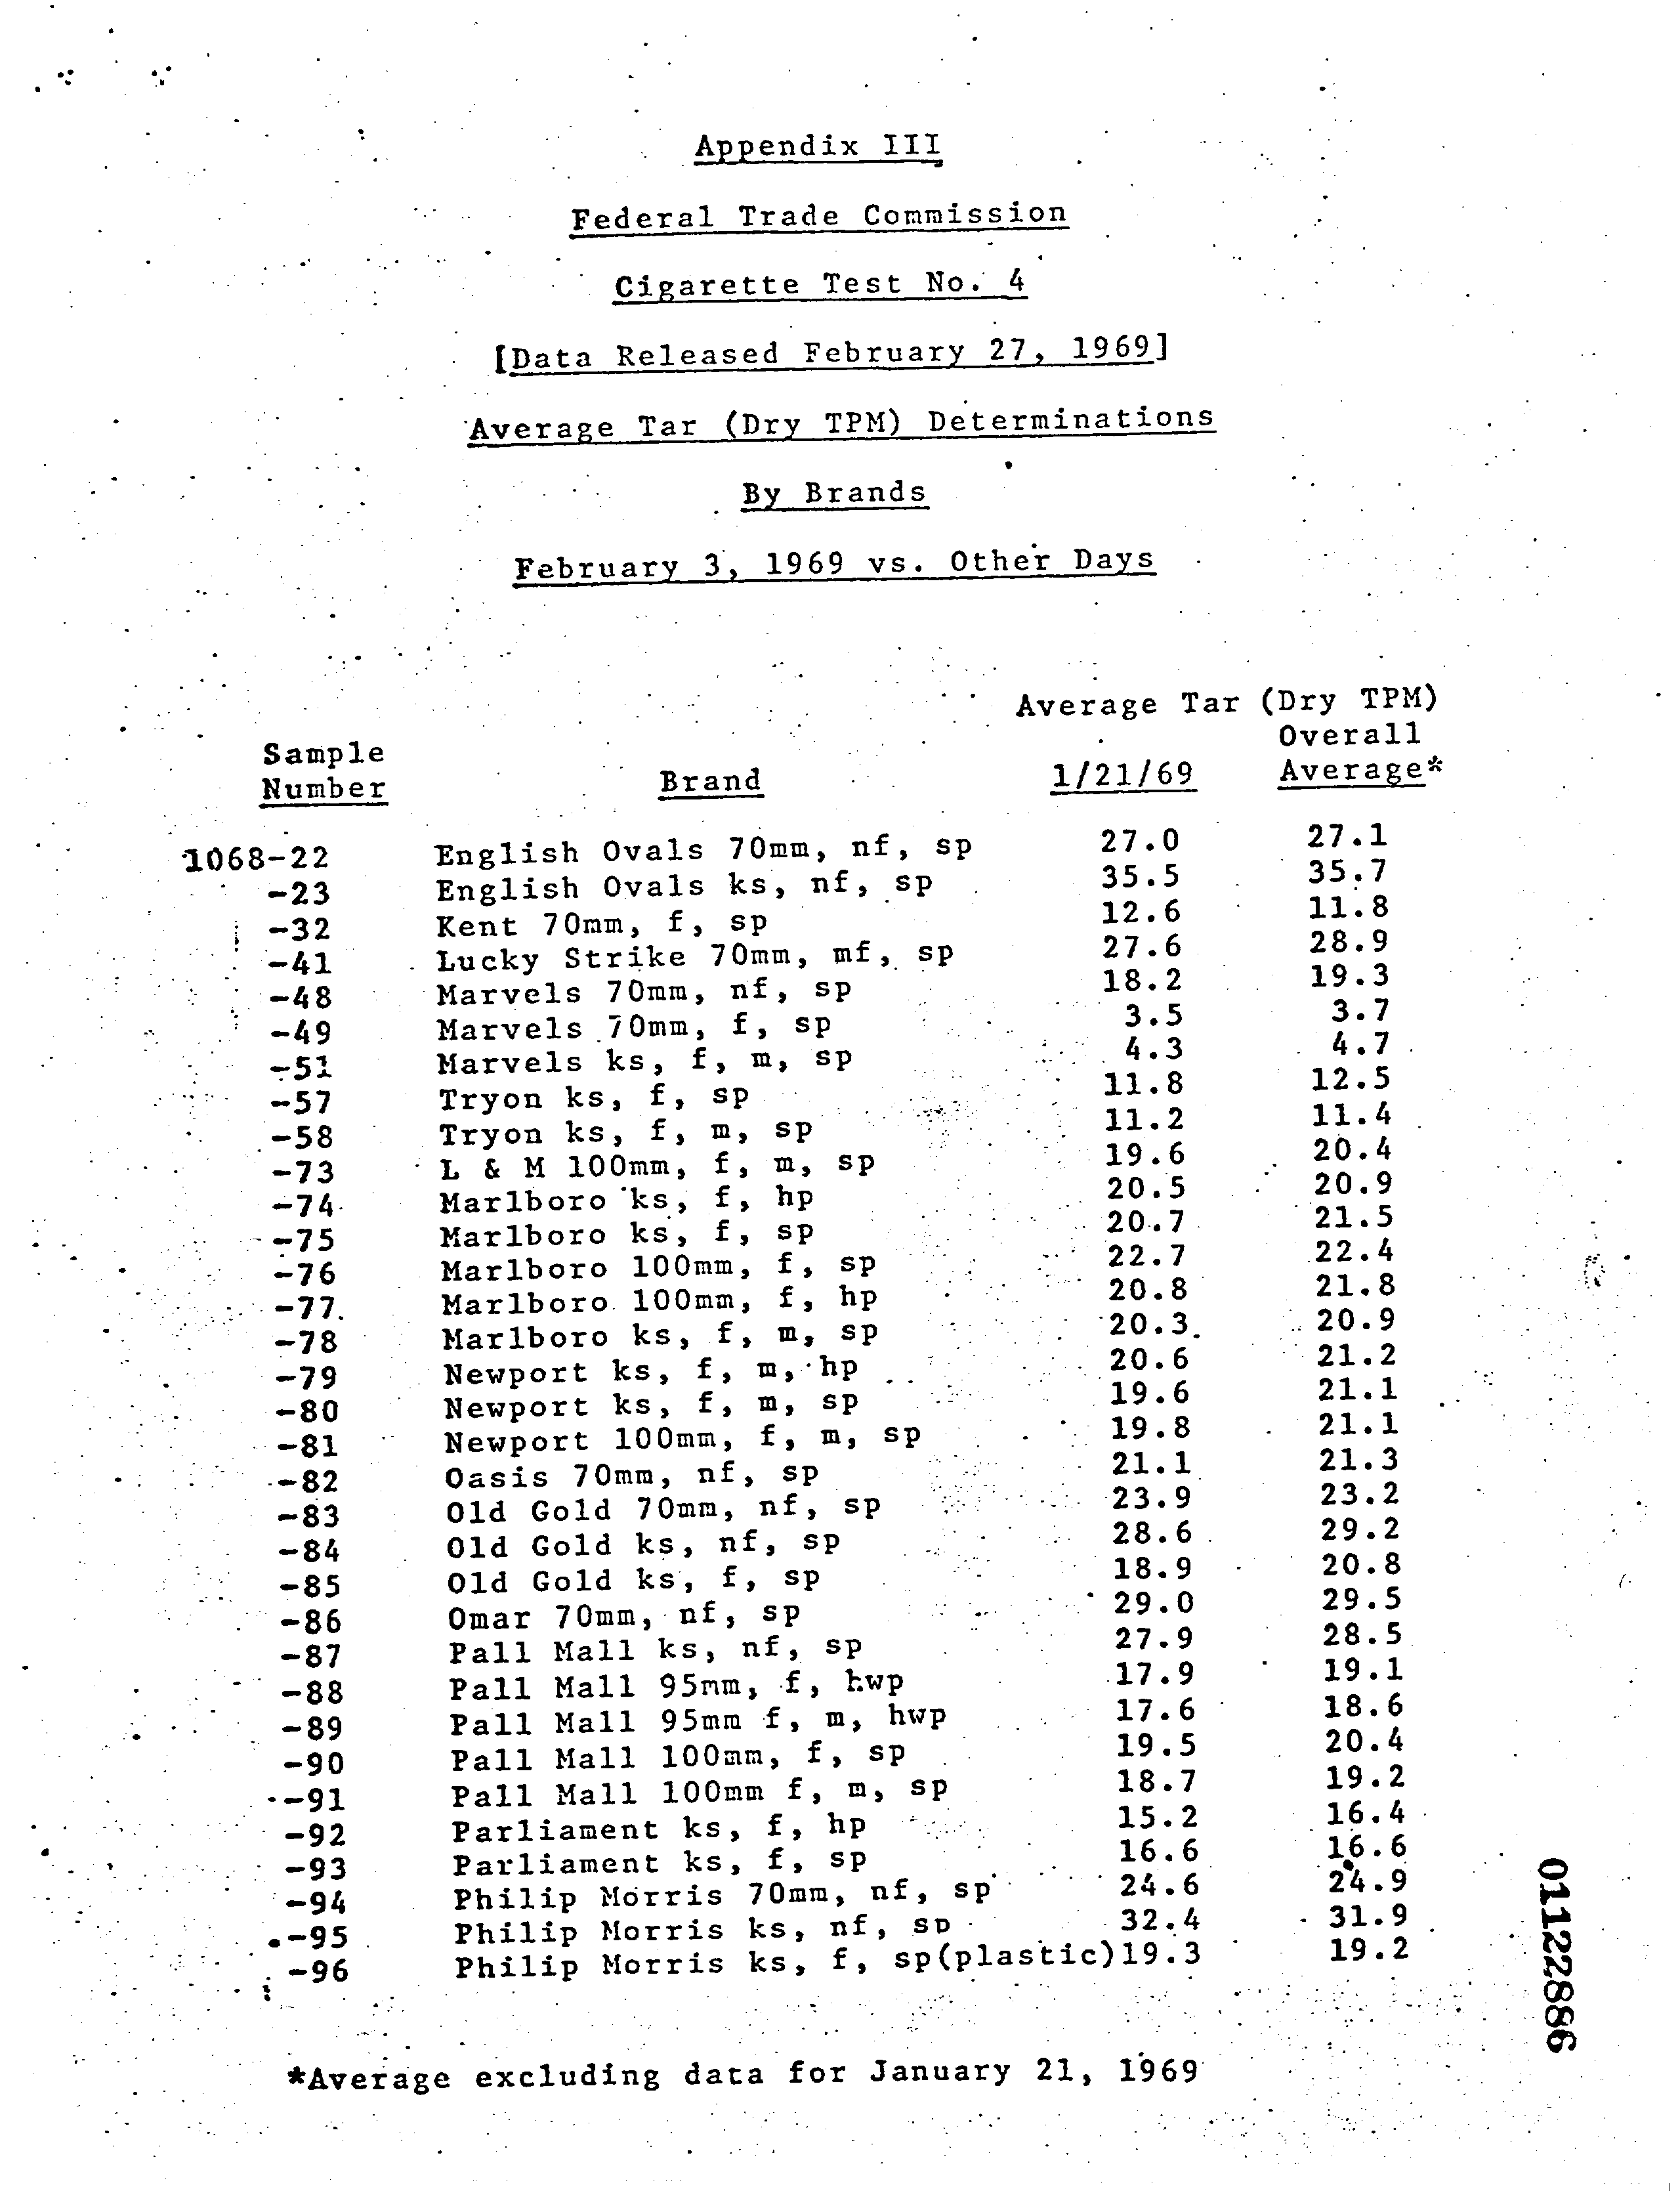 Appendix III
Federal Trade Commission
Cigarette Test No. 4
[Data Released February 27, 1969]
Average Tar (Dry TPM) Determinations
By Brands
February 3, 1969 vs. Other Days
Average Tar (Dry TPM)
Sample Number Brand 1/21/69 Overall Average*
1068-22 English Ovals 70mm, nf, sp 27.0 27.1
-23 English Ovals ks, nf, sp 35.5 35.7
-32 Kent 70mm, f, sp 12.6 11.8
-41 Lucky Strike 70mm, mf, sp 27.6 28.9
-48 Marvels 70mm, nf, sp 18.2 19.3
-49 Marvels 70mm, f, sp 3.5 3.7
-51 Marvels ks, f, m, sp 4.3 4.7
-57 Tryon ks, f, sp 11.8 12.5
-58 Tryon ks, f, m, sp 11.2 11.4
-73 L & M 100mm, f, m, sp 19.6 20.4
-74 Marlboro ks, f, hp 20.5 20.9
-75 Marlboro ks, f, sp 20.7 21.5
-76 Marlboro 100mm, f, sp 22.7 22.4
-77 Marlboro 100mm, f, hp 20.8 21.8
-78 Marlboro ks, f, m, sp 20.3 20.9
-79 Newport ks, f, m, hp 20.6 21.2
-80 Newport ks, f, m, sp 19.6 21.1
-81 Newport 100mm, f, m, sp 19.8 21.1
-82 Oasis 70mm, nf, sp 21.1 21.3
-83 Old Gold 70mm, nf, sp 23.9 23.2
-84 Old Gold ks, nf, sp 28.6 29.2
-85 Old Gold ks, f, sp 18.9 20.8
-86 Omar 70mm, nf, sp 29.0 29.5
-87 Pall Mall ks, nf, sp 27.9 28.5
-88 Pall Mall 95mm, f, hwp 17.9 19.1
-89 Pall Mall 95mm f, m, hwp 17.6 18.6
-90 Pall Mall 100mm, f, sp 19.5 20.4
-91 Pall Mall 100mm f, m, sp 18.7 19.2
-92 Parliament ks, f, hp 15.2 16.4
-93 Parliament ks, f, sp 16.6 16.6
-94 Philip Morris 70mm, nf, sp 24.6 24.9
-95 Philip Morris ks, nf, sp 32.4 31.9
-96 Philip Morris ks, f, sp(plastic)19.3 19.2
*Average excluding data for January 21, 1969
01122886